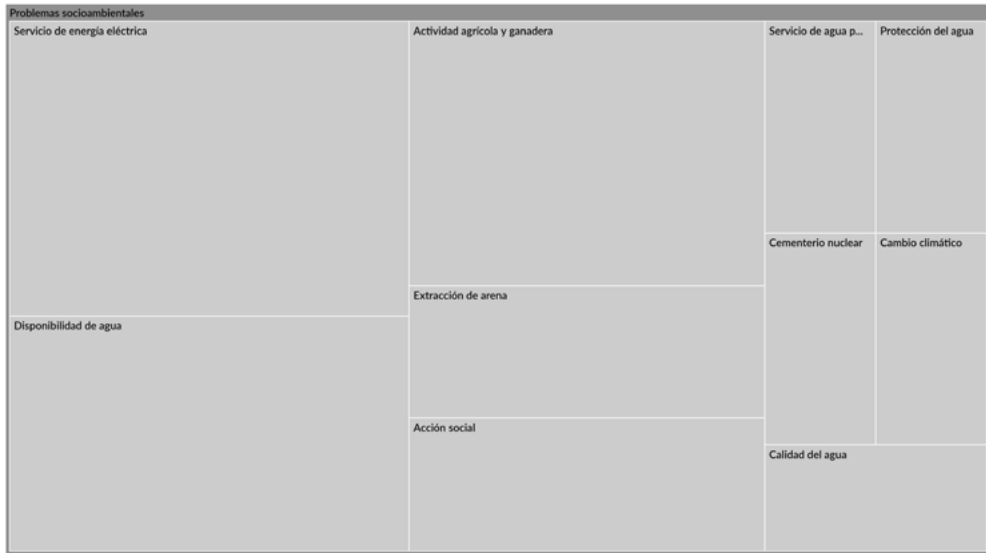 Problemas socioambientales
Servicio de energía eléctrica
Actividad agrícola y ganadera
Servicio de agua p...
Protección del agua
Cementerio nuclear
Cambio climático
Extracción de arena
Disponibilidad de agua
Acción social
Calidad del agua